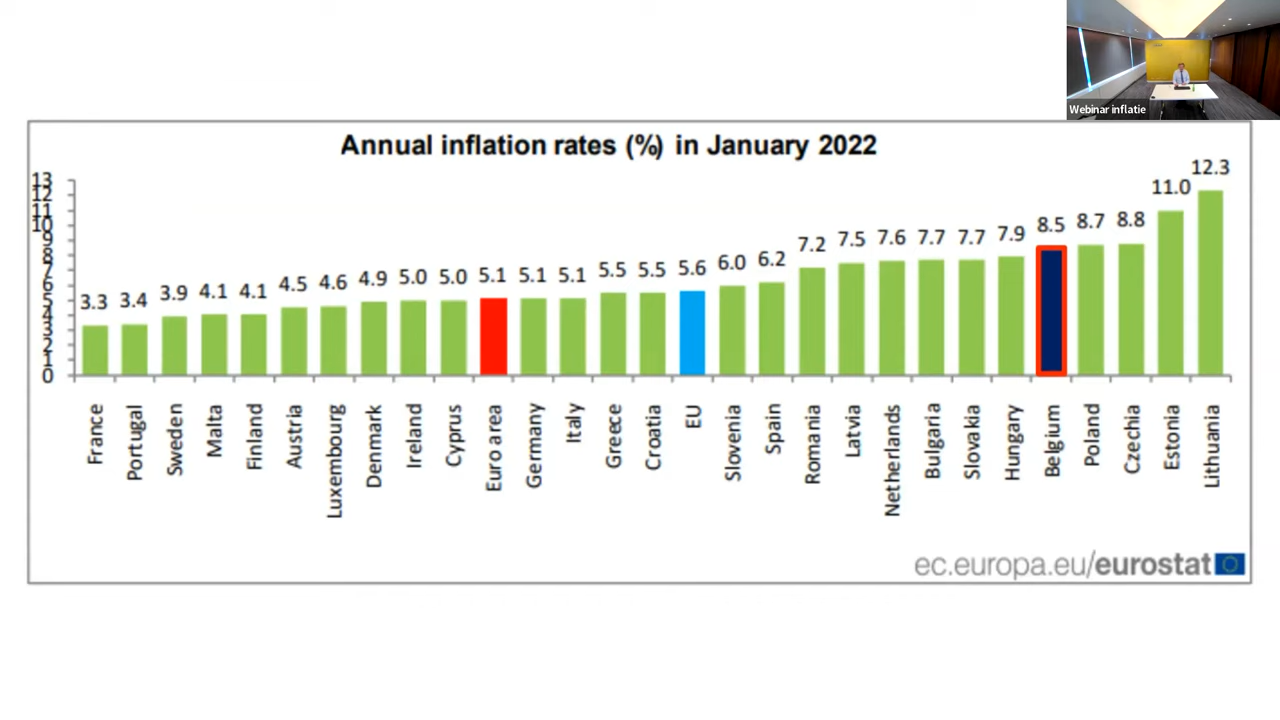 Webinar inflatie
Annual inflation rates (%) in January 2022
13
12
11
10
9
8
7
6
5
4
3
2
1
0
3.3 3.4 3.9 4.1 4.1 4.5 4.6 4.9 5.0 5.0 5.1 5.1 5.1 5.5 5.5 5.6 6.0 6.2 7.2 7.5 7.6 7.7 7.7 7.9 8.5 8.7 8.8 11.0 12.3
France
Portugal
Sweden
Malta
Finland
Austria
Luxembourg
Denmark
Ireland
Cyprus
Euro area
Germany
Italy
Greece
Croatia
EU
Slovenia
Spain
Romania
Latvia
Netherlands
Bulgaria
Slovakia
Hungary
Belgium
Poland
Czechia
Estonia
Lithuania
ec.europa.eu/eurostat